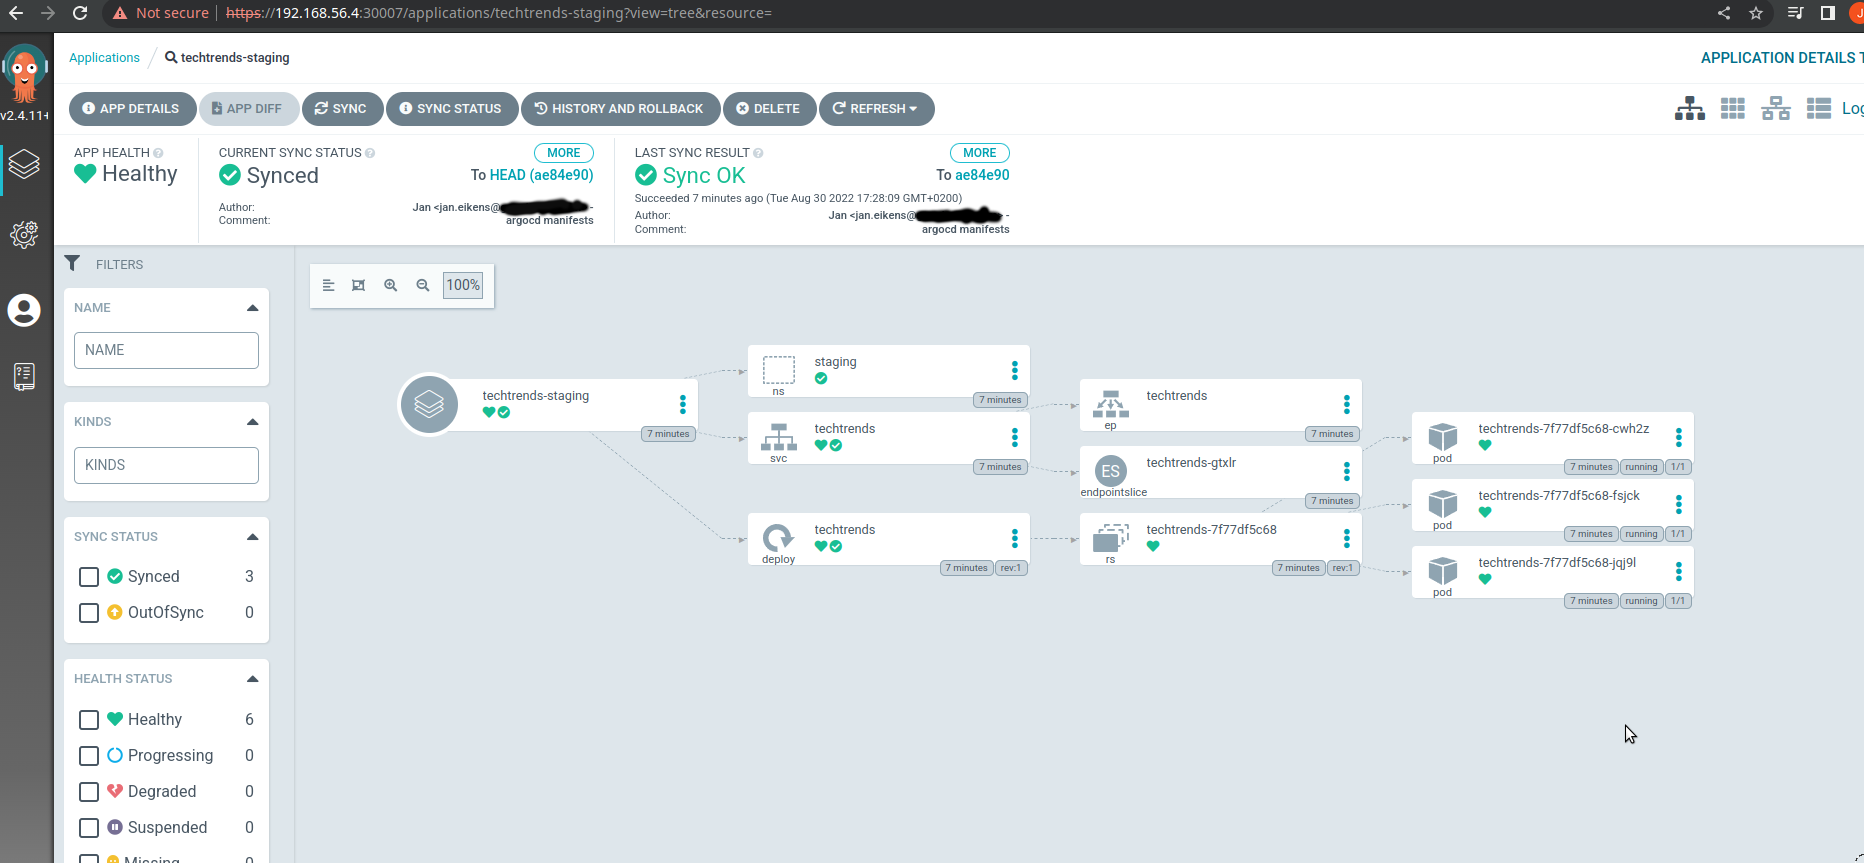 Not secure https://192.168.56.4:30007/applications/techtrends-staging?view=tree&resource=
v2.4.11+
Applications / techtrends-staging
APPLICATION DETAILS T
APP DETAILS APP DIFF SYNC SYNC STATUS HISTORY AND ROLLBACK DELETE REFRESH
Log
APP HEALTH
Healthy
CURRENT SYNC STATUS MORE
Synced To HEAD (ae84e90)
Author: Jan <jan.eikens@ -
Comment: argocd manifests
LAST SYNC RESULT MORE
Sync OK To ae84e90
Succeeded 7 minutes ago (Tue Aug 30 2022 17:28:09 GMT+0200)
Author: Jan <jan.eikens@ -
Comment: argocd manifests
FILTERS
NAME
NAME
KINDS
KINDS
SYNC STATUS
Synced 3
OutOfSync 0
HEALTH STATUS
Healthy 6
Progressing 0
Degraded 0
Suspended 0
Missing 0
100%
techtrends-staging
7 minutes
staging
ns
7 minutes
techtrends
svc
7 minutes
techtrends
deploy
7 minutes rev:1
techtrends
ep
7 minutes
ES
techtrends-gtxlr
endpointslice
7 minutes
techtrends-7f77df5c68
rs
7 minutes rev:1
techtrends-7f77df5c68-cwh2z
pod
7 minutes running 1/1
techtrends-7f77df5c68-fsjck
pod
7 minutes running 1/1
techtrends-7f77df5c68-jqj9l
pod
7 minutes running 1/1